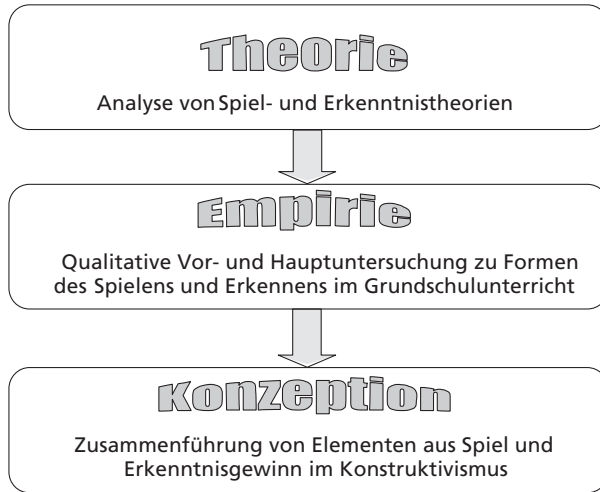 Theorie
Analyse von Spiel- und Erkenntnistheorien
Empirie
Qualitative Vor- und Hauptuntersuchung zu Formen
des Spielens und Erkennens im Grundschulunterricht
Konzeption
Zusammenführung von Elementen aus Spiel und
Erkenntnisgewinn im Konstruktivismus